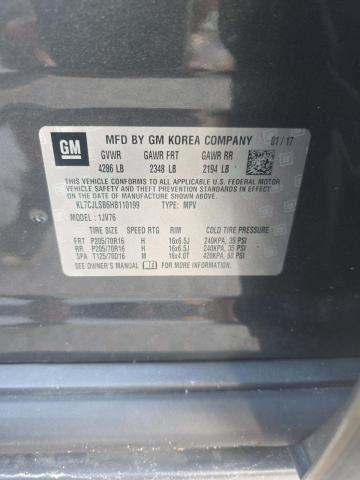 GM
MFD BY GM KOREA COMPANY 01/17
GVWR GAWR FRT GAWR RR
4286 LB 2348 LB 2194 LB
THIS VEHICLE CONFORMS TO ALL APPLICABLE U.S. FEDERAL MOTOR
VEHICLE SAFETY, BUMPER, AND THEFT PREVENTION STANDARDS IN
EFFECT ON THE DATE OF MANUFACTURE SHOWN ABOVE.
KL7CJLSB6HB110199 TYPE: MPV
MODEL : 1JV76
TIRE SIZE SPEED RTG RIM COLD TIRE PRESSURE
FRT P205/70R16 H 16x6.5J 240KPA, 35 PSI
RR P205/70R16 H 16x6.5J 240KPA, 35 PSI
SPA T125/70D16 M 16x4.0T 420KPA, 60 PSI
SEE OWNER'S MANUAL FOR ADDITIONAL INFORMATION